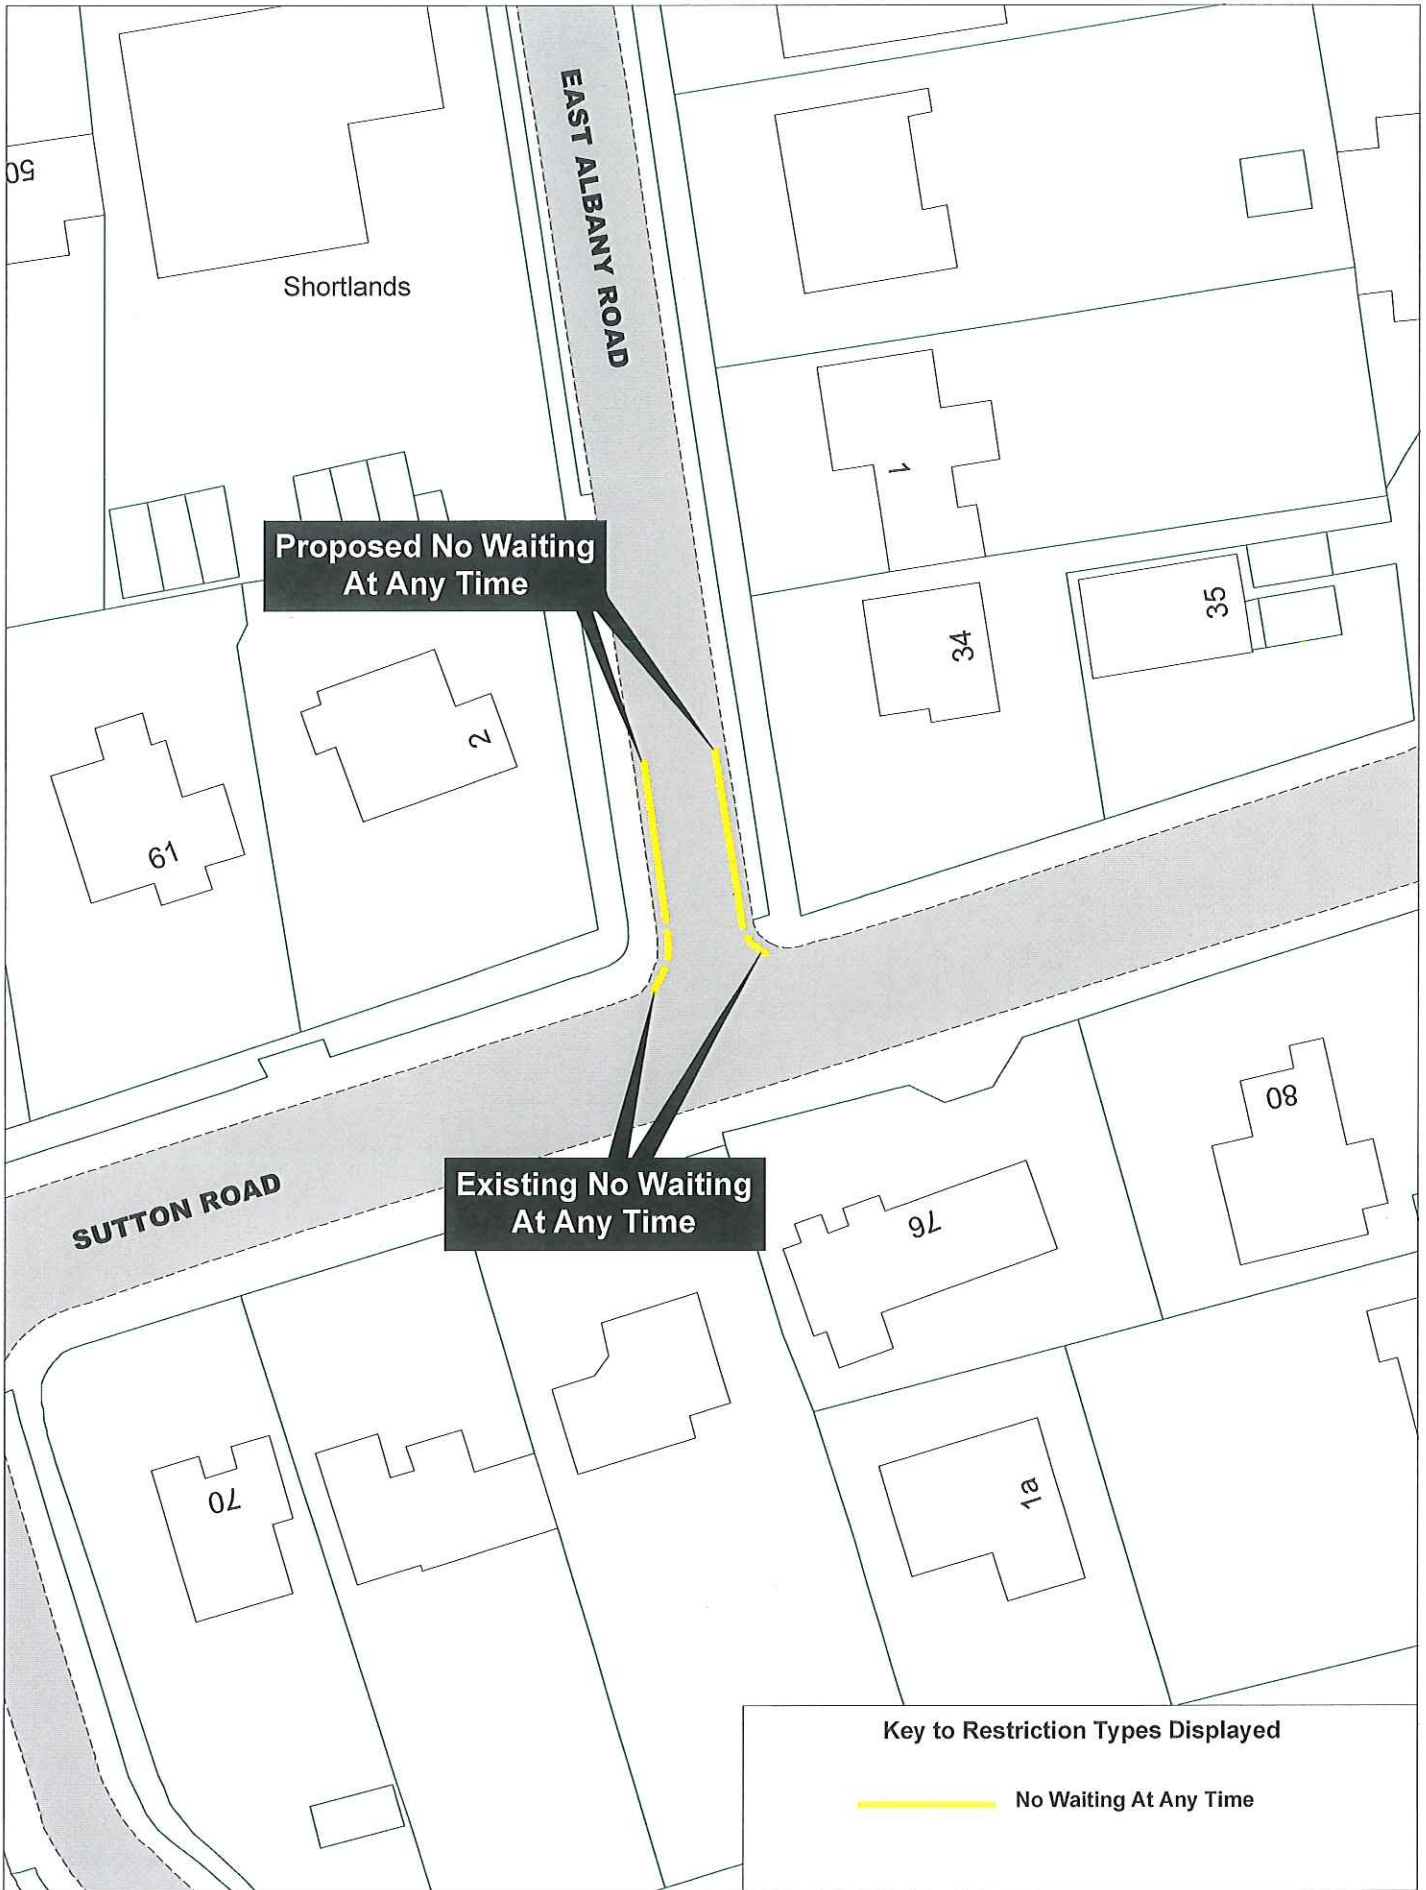 EAST ALBANY ROAD
50
Shortlands
1
Proposed No Waiting
At Any Time
34
35
2
61
80
SUTTON ROAD
Existing No Waiting
At Any Time
76
70
1a
Key to Restriction Types Displayed
No Waiting At Any Time